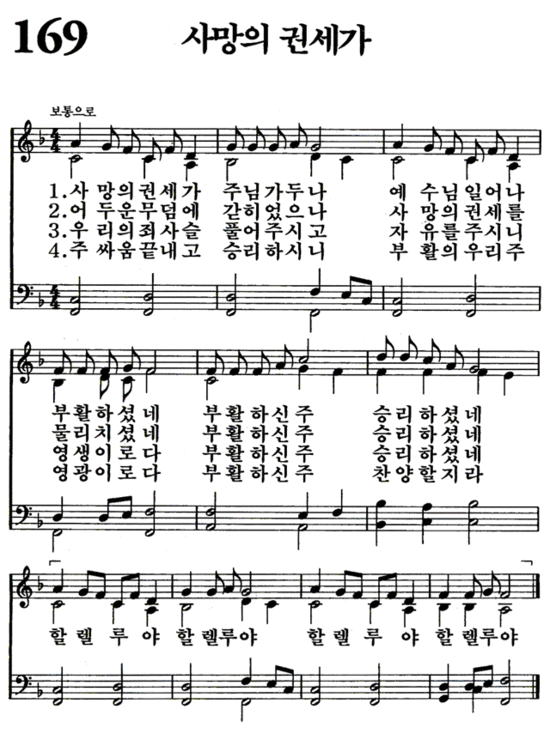 169 사망의 권세가
보통으로
1.사 망의권세가 주님가두나 예 수님일어나
2.어 두운무덤에 갇히었으나 사 망의권세를
3.우 리의죄사슬 풀어주시고 자 유를주시니
4.주 싸움끝내고 승리하시니 부 활의우리주
부활하셨네 부활하신주 승리하셨네
물리치셨네 부활하신주 승리하셨네
영생이로다 부활하신주 승리하셨네
영광이로다 부활하신주 찬양할지라
할렐루야 할렐루야 할렐루야 할렐루야